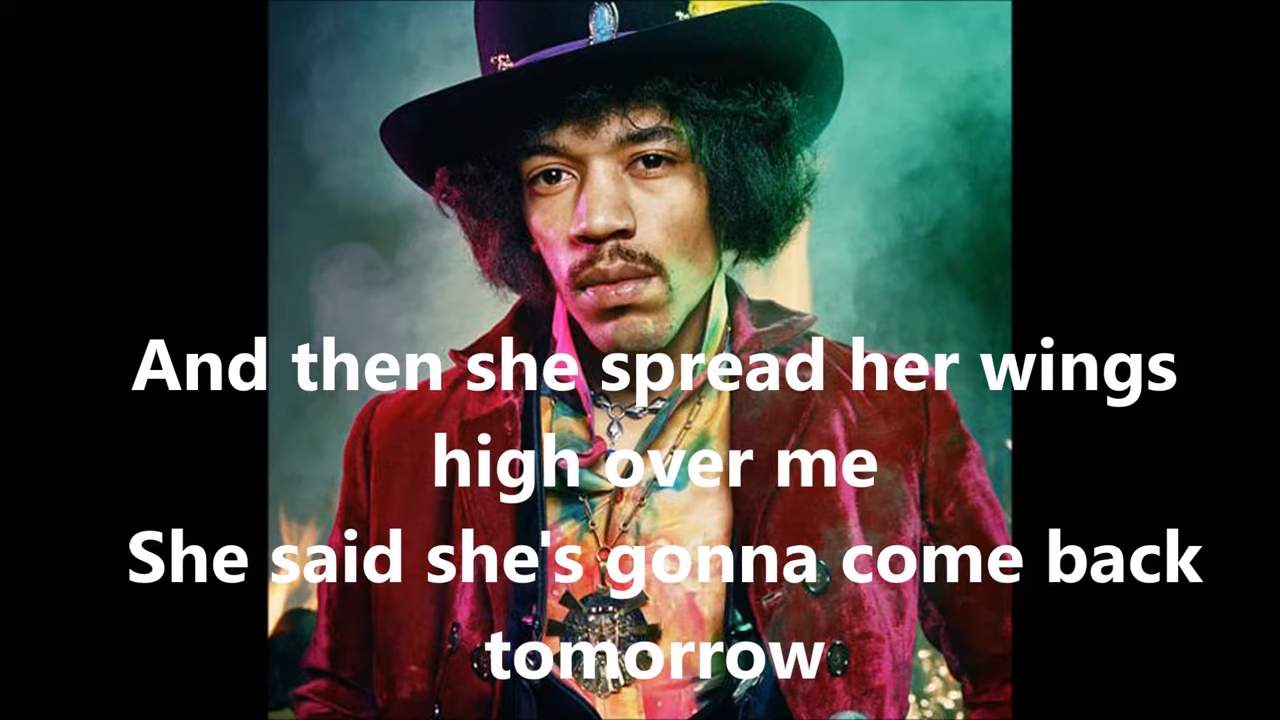 And then she spread her wings
high over me
She said she's gonna come back
tomorrow